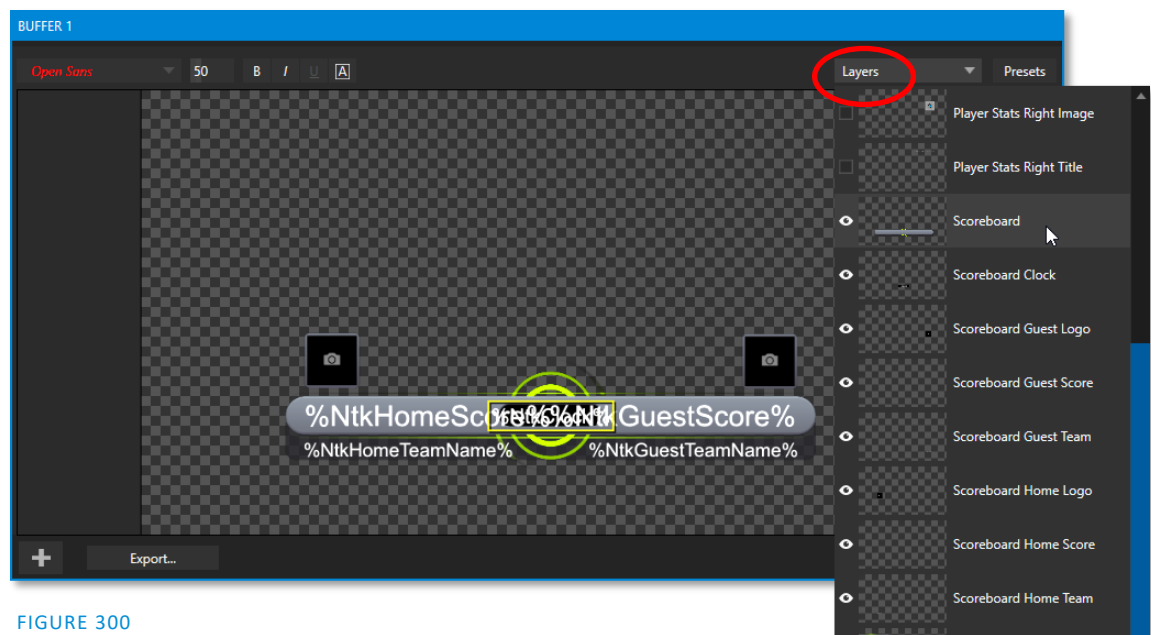 BUFFER 1
Open Sans 50 B I U A Layers Presets
Player Stats Right Image
Player Stats Right Title
Scoreboard
Scoreboard Clock
Scoreboard Guest Logo
Scoreboard Guest Score
Scoreboard Guest Team
Scoreboard Home Logo
Scoreboard Home Score
Scoreboard Home Team
%NtkHomeSco kGuestScore%
%NtkHomeTeamName% %NtkGuestTeamName%
+ Export...
FIGURE 300